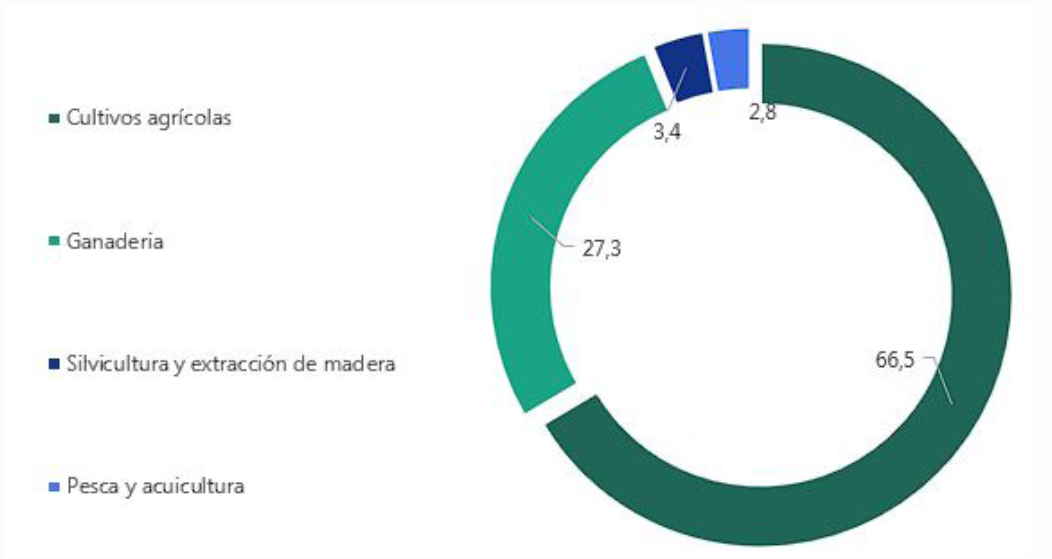 Cultivos agrícolas
Ganaderia
Silvicultura y extracción de madera
Pesca y acuicultura
3,4
2,8
27,3
66,5